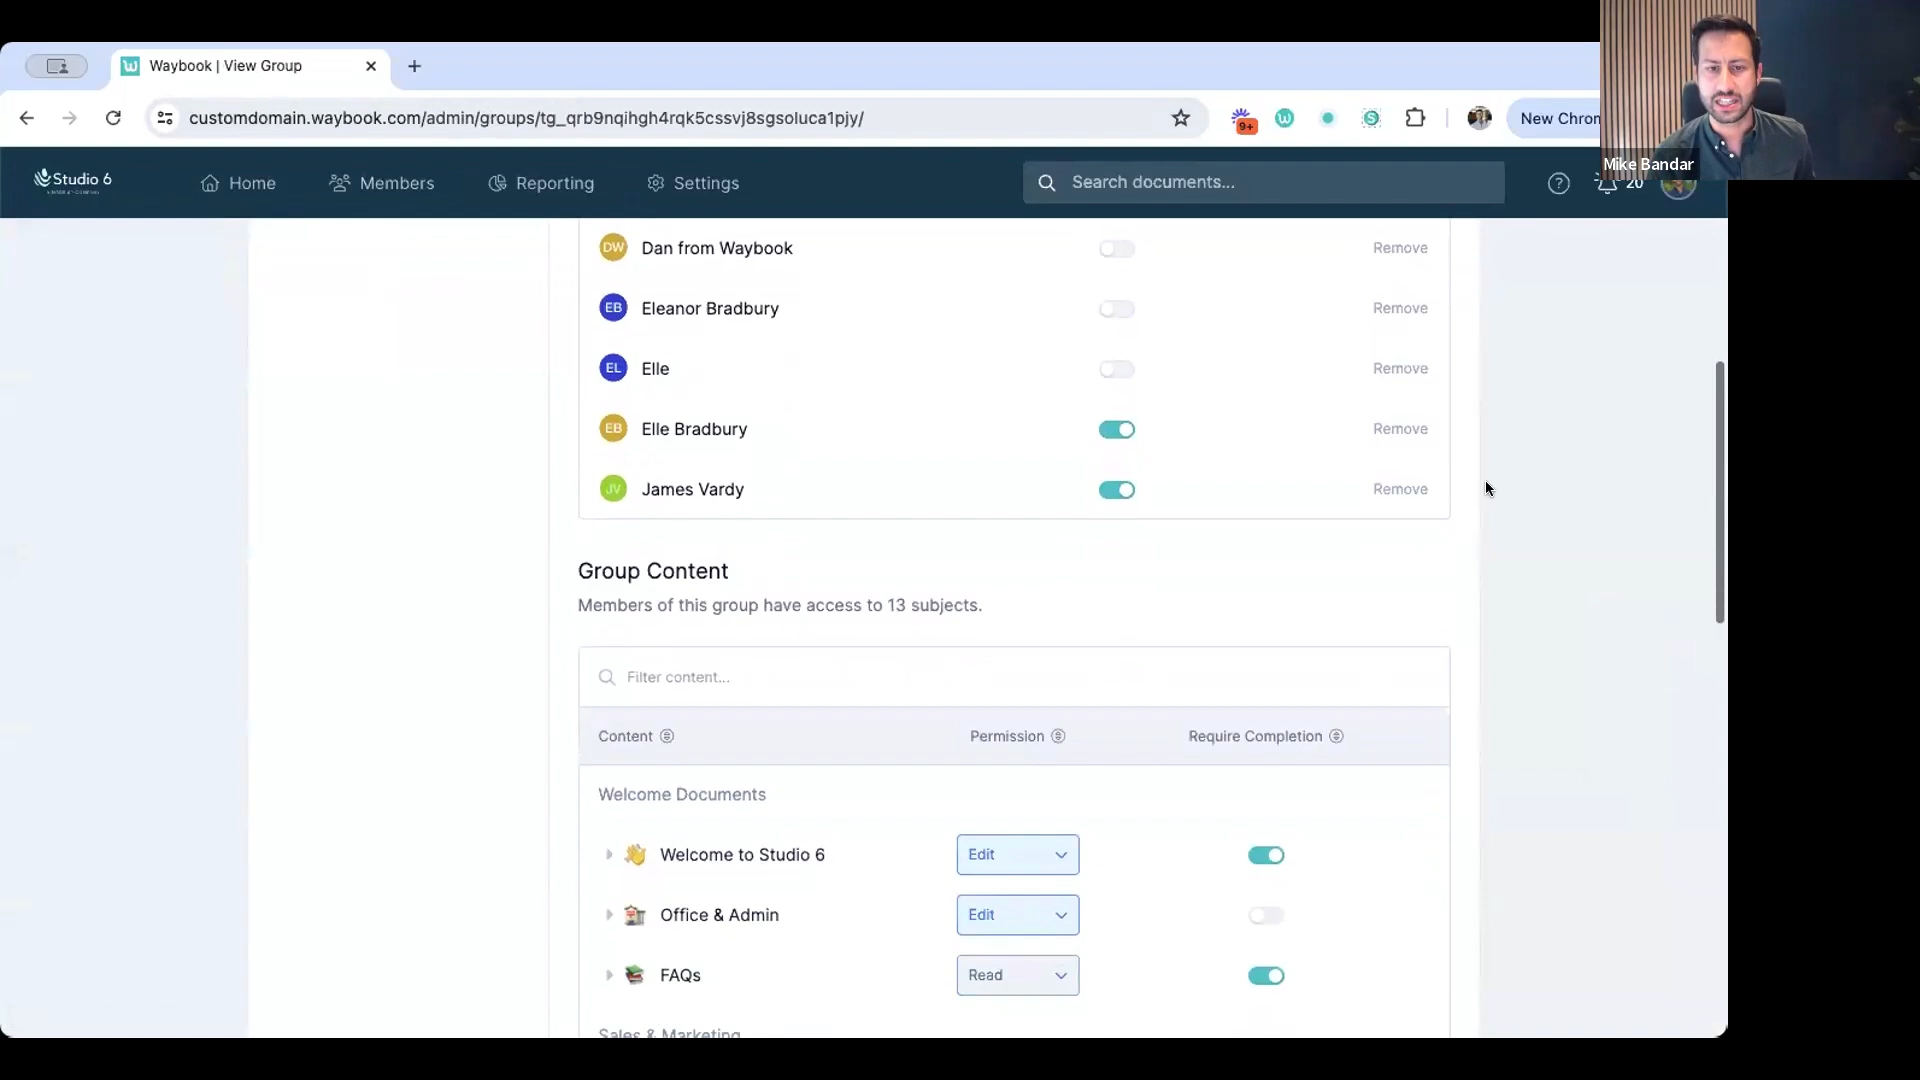 Waybook | View Group
customdomain.waybook.com/admin/groups/tg_qrb9nqihgh4rqk5cssvj8sgsoluca1pjy/
9+
New Chrom
Mike Bandar
Studio 6
Home
Members
Reporting
Settings
Search documents...
20
DW Dan from Waybook Remove
EB Eleanor Bradbury Remove
EL Elle Remove
EB Elle Bradbury Remove
JV James Vardy Remove
Group Content
Members of this group have access to 13 subjects.
Filter content...
Content Permission Require Completion
Welcome Documents
Welcome to Studio 6 Edit
Office & Admin Edit
FAQs Read
Sales & Marketing